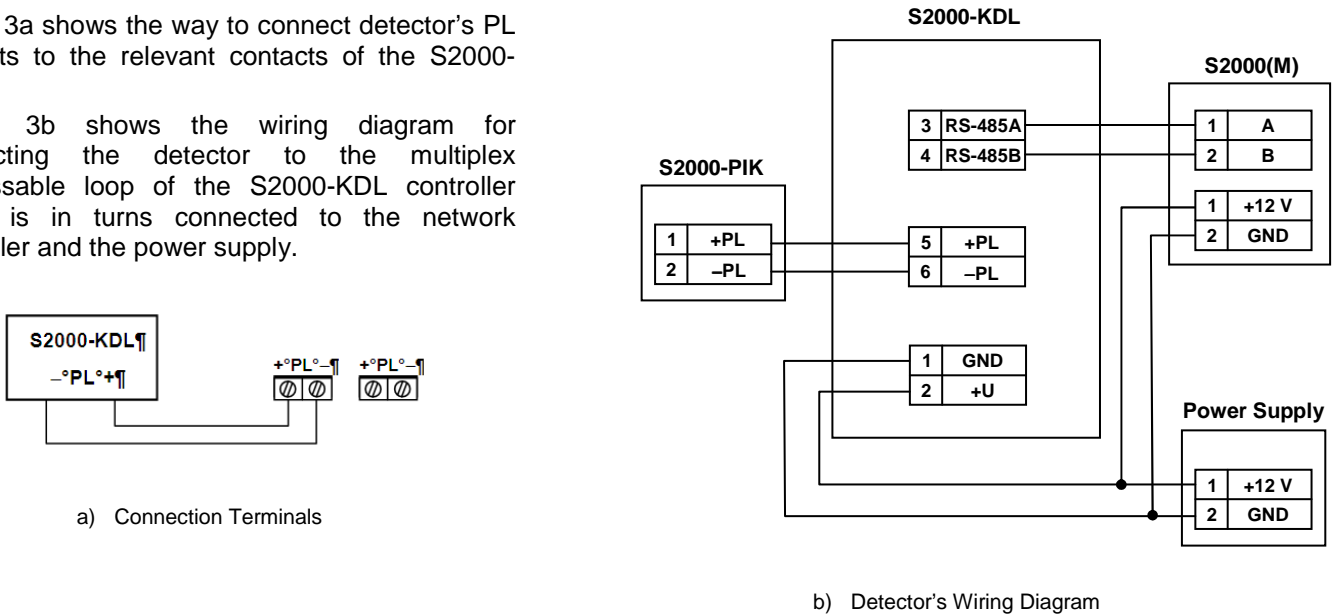 3a shows the way to connect detector's PL
ts to the relevant contacts of the S2000-
3b shows the wiring diagram for
cting the detector to the multiplex
ssable loop of the S2000-KDL controller
is in turns connected to the network
ler and the power supply.
S2000-KDL¶
–°PL°+¶
+°PL°–¶ +°PL°–¶
a) Connection Terminals
S2000-KDL
S2000(M)
3 RS-485A
4 RS-485B
1 A
2 B
S2000-PIK
1 +12 V
2 GND
1 +PL
2 –PL
5 +PL
6 –PL
1 GND
2 +U
Power Supply
1 +12 V
2 GND
b) Detector's Wiring Diagram